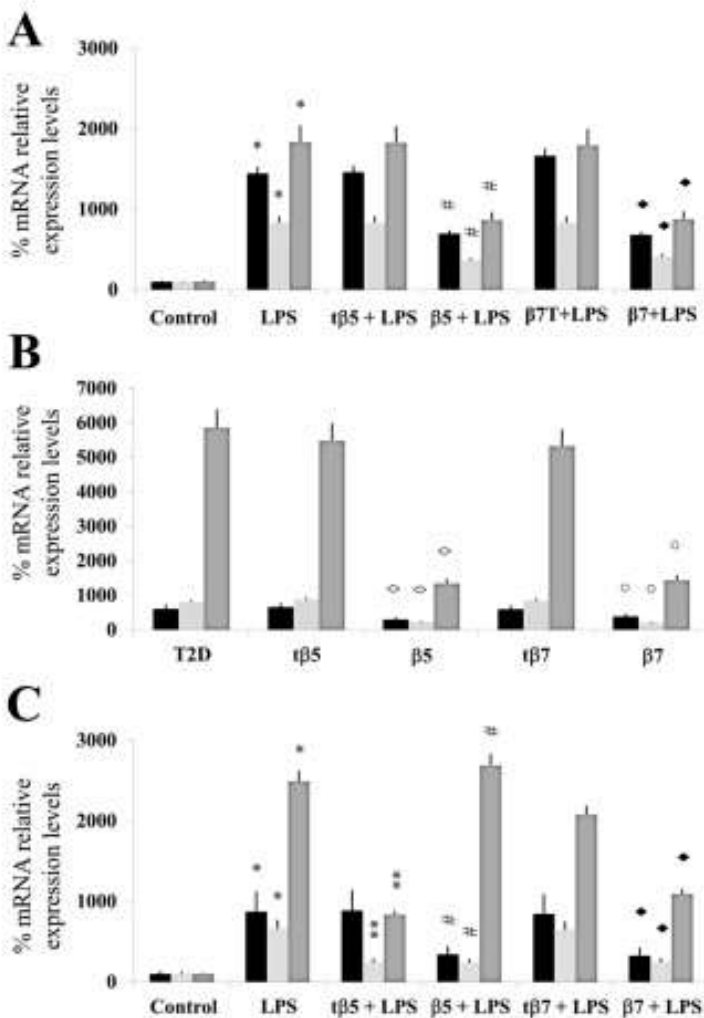 A
% mRNA relative
expression levels
3000
2000
1000
0
* * *
# # #
◆ ◆ ◆
Control LPS tβ5 + LPS β5 + LPS β7T+LPS β7+LPS
B
% mRNA relative
expression levels
7000
6000
5000
4000
3000
2000
1000
0
T2D tβ5 β5 tβ7 β7
C
% mRNA relative
expression levels
3000
2000
1000
0
* * *
** **
# # #
◆ ◆ ◆
Control LPS tβ5 + LPS β5 + LPS tβ7 + LPS β7 + LPS